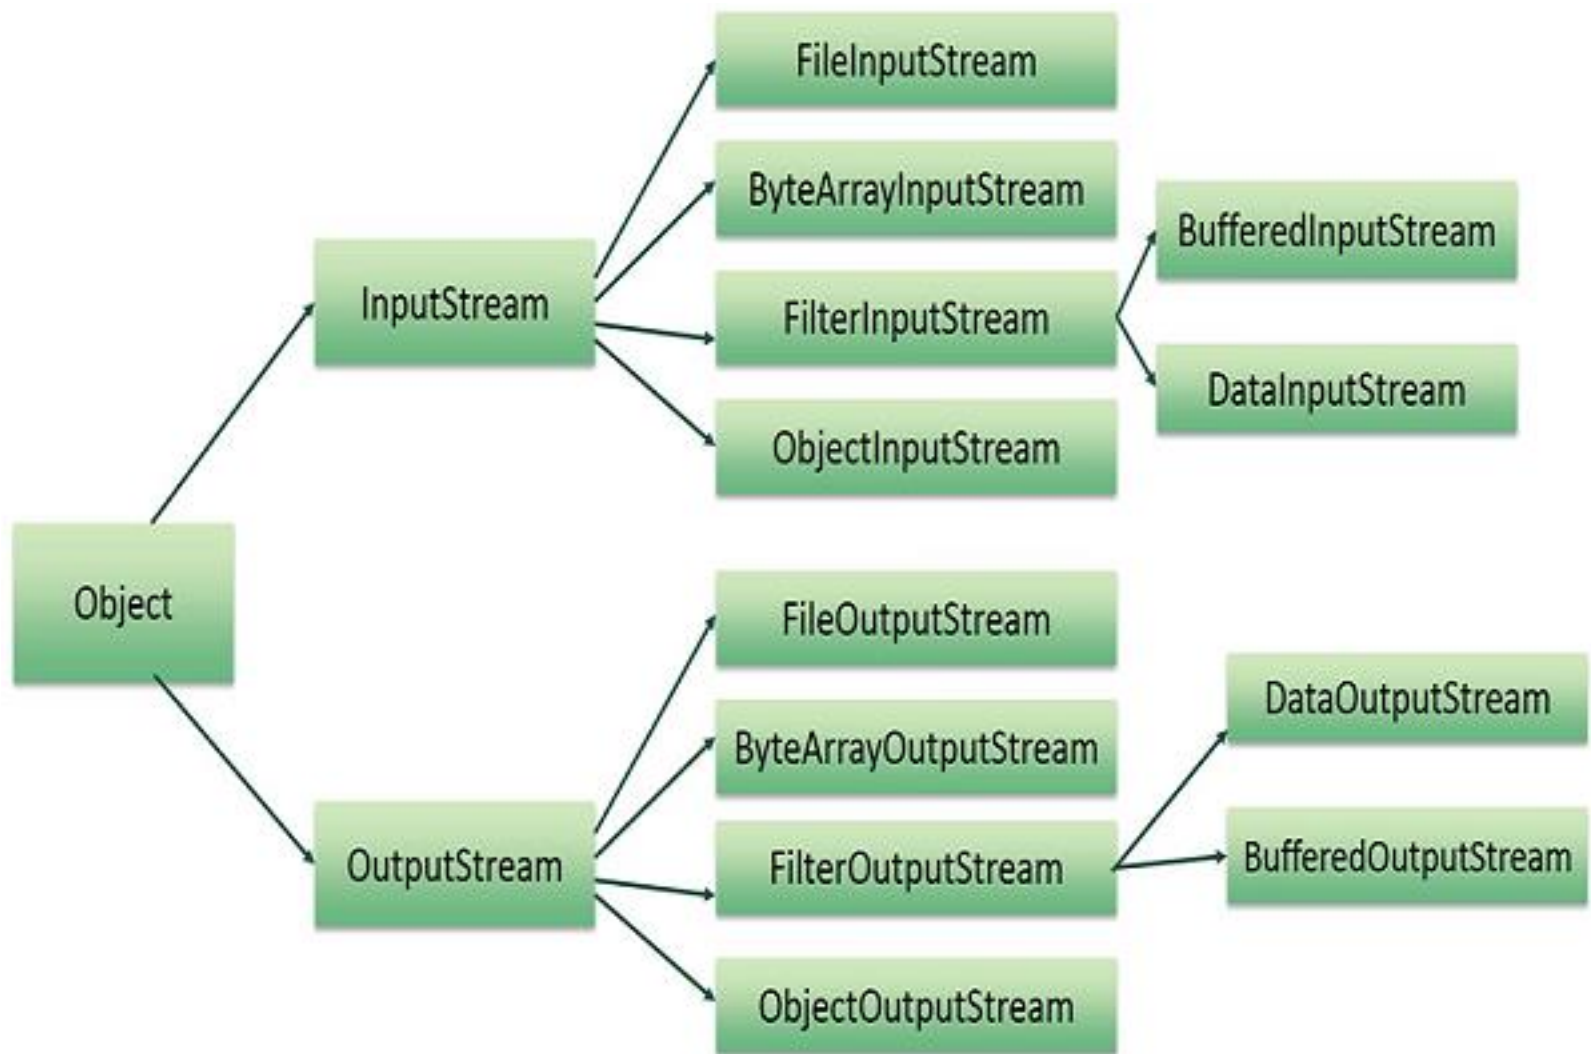 Object
InputStream
FileInputStream
ByteArrayInputStream
FilterInputStream
BufferedInputStream
DataInputStream
ObjectInputStream
OutputStream
FileOutputStream
ByteArrayOutputStream
FilterOutputStream
DataOutputStream
BufferedOutputStream
ObjectOutputStream